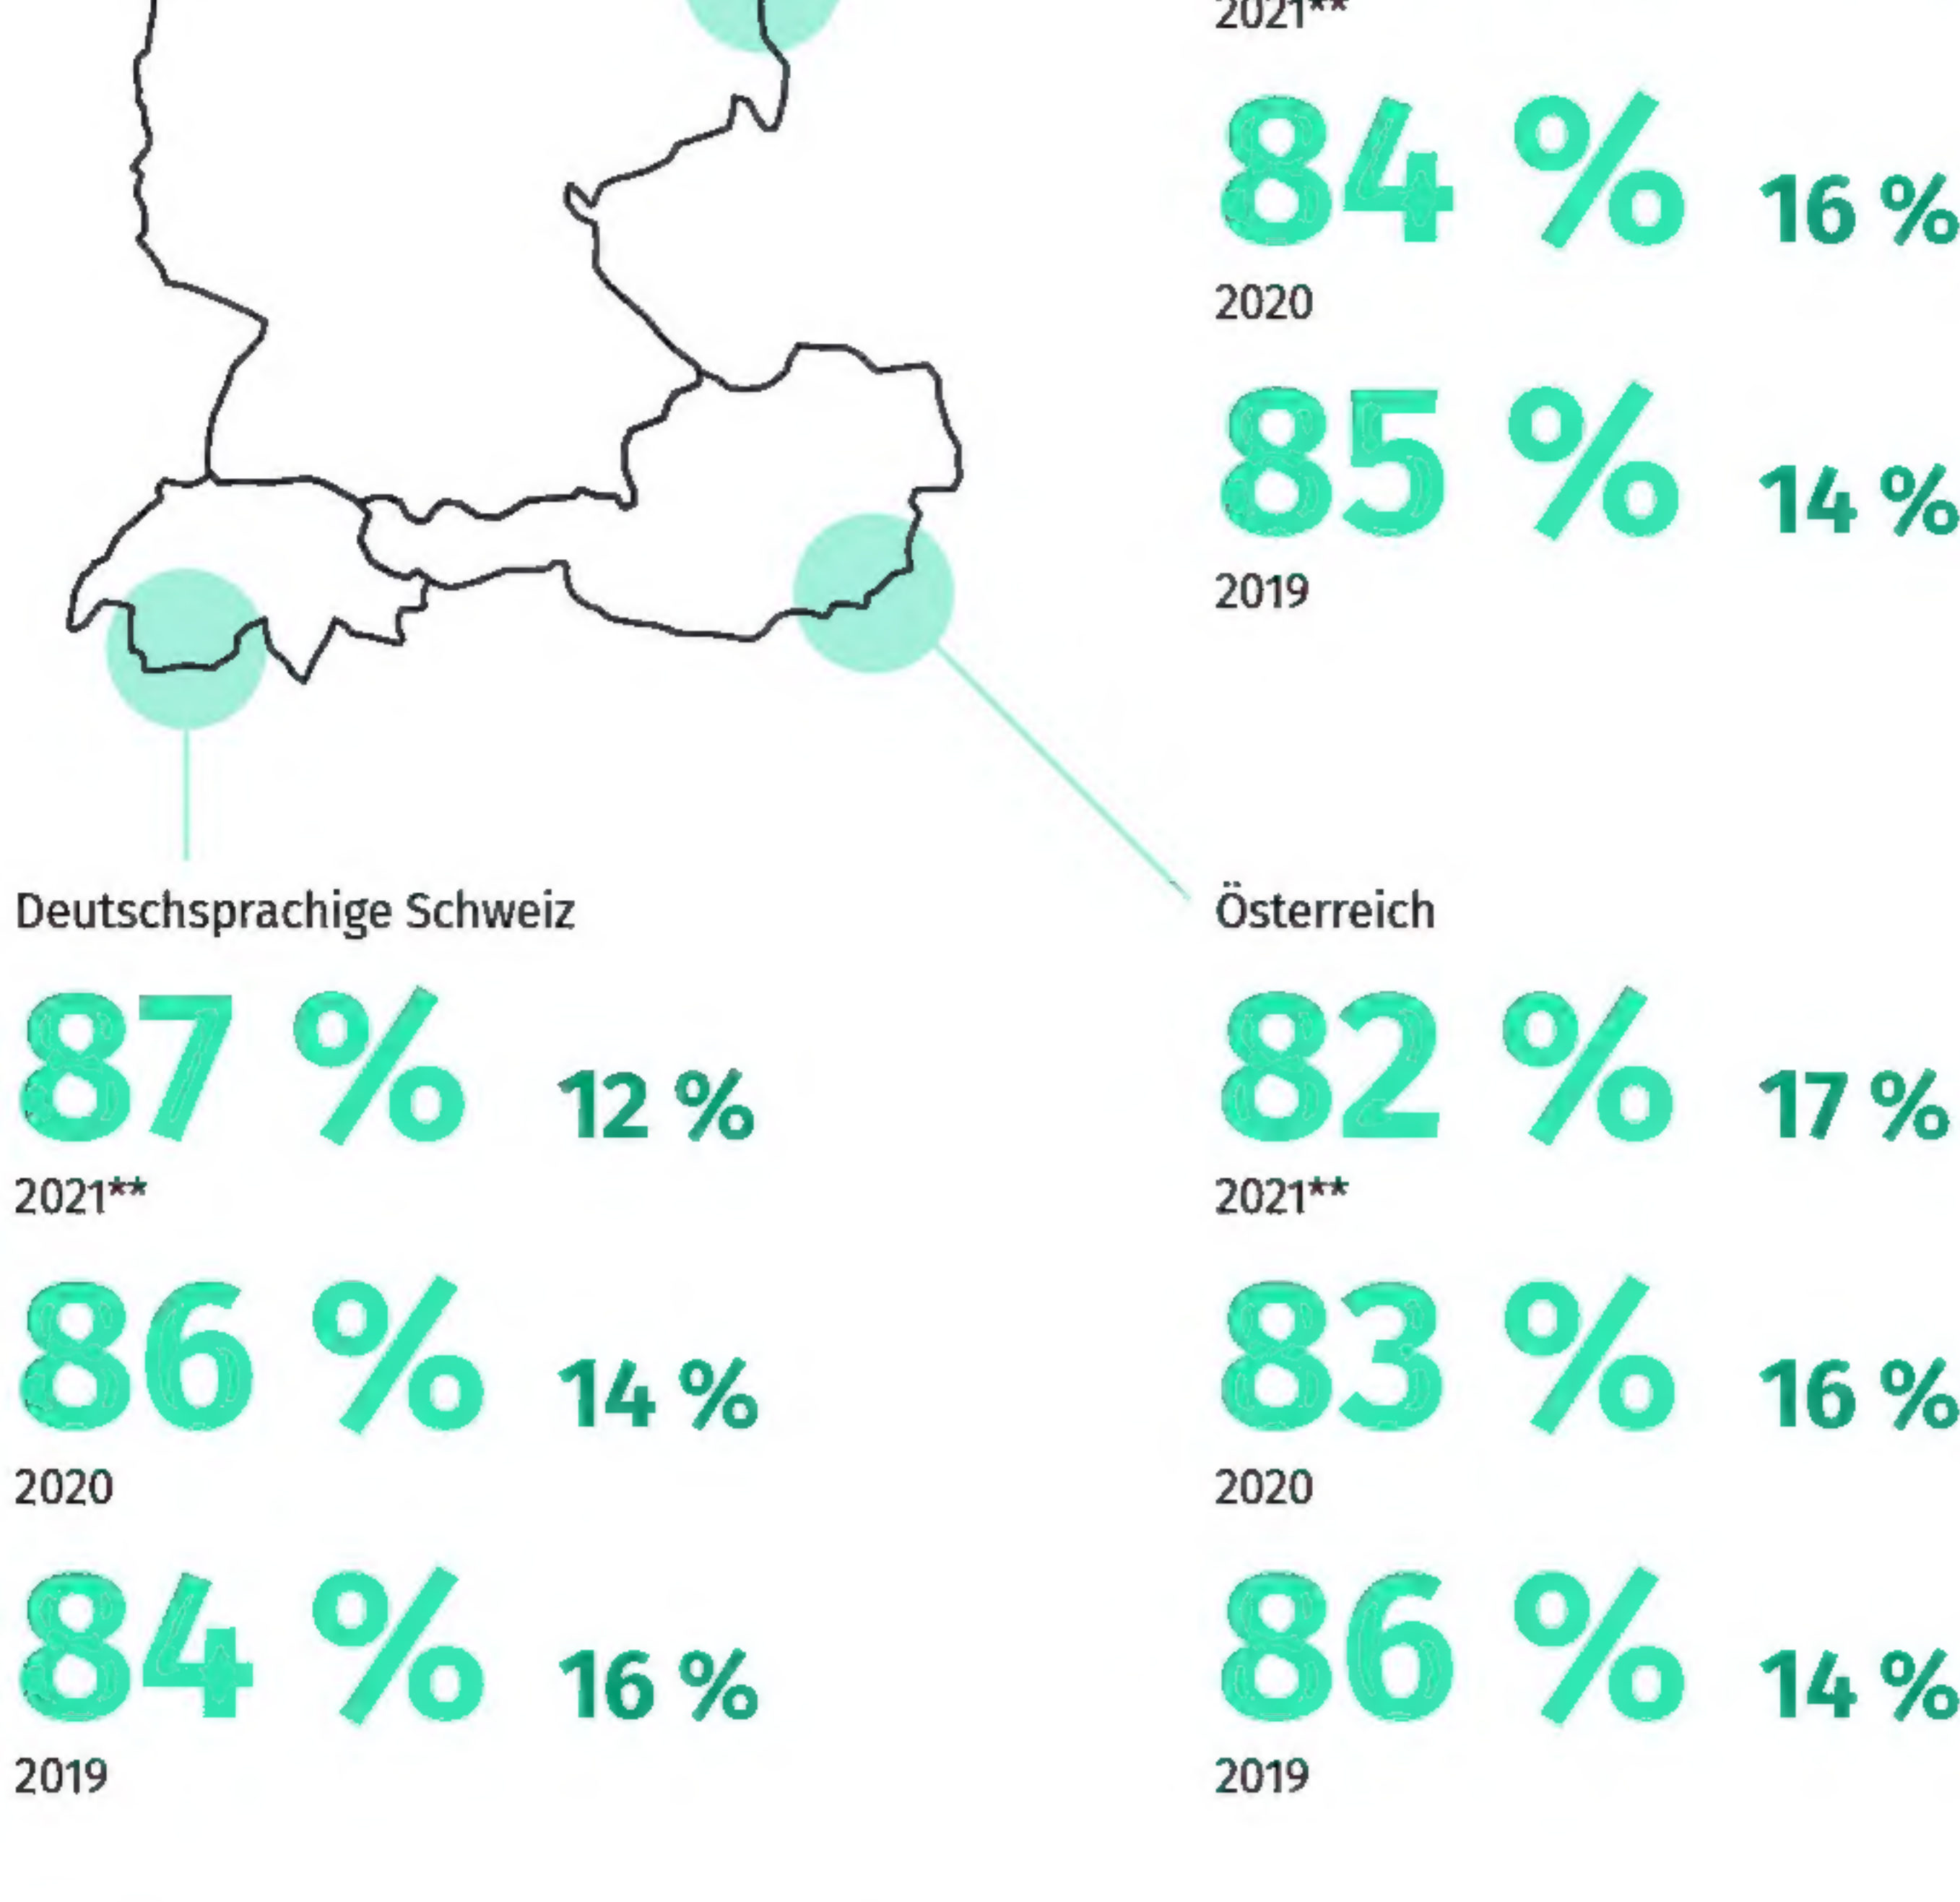 2021**
84 % 16 %
2020
85 % 14 %
2019
Deutschsprachige Schweiz
87 % 12 %
2021**
86 % 14 %
2020
84 % 16 %
2019
Österreich
82 % 17 %
2021**
83 % 16 %
2020
86 % 14 %
2019